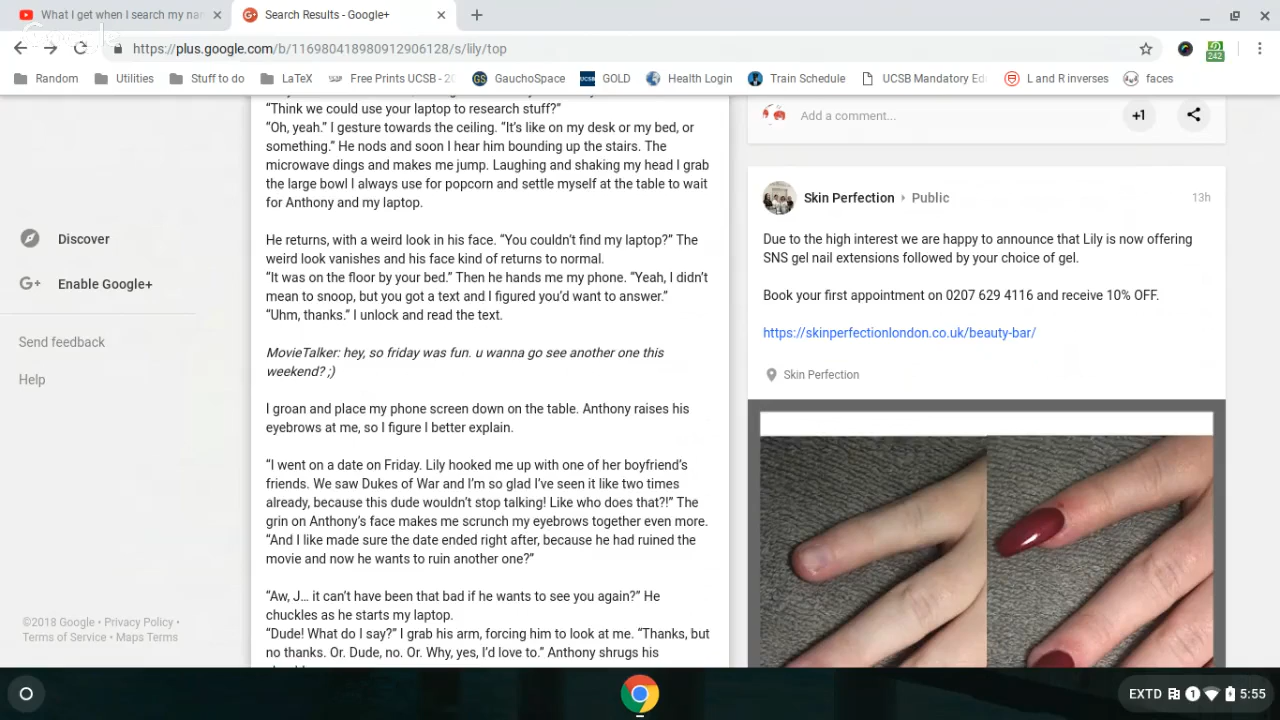 What I get when I search my nam
Search Results - Google+
https://plus.google.com/b/116980418980912906128/s/lily/top
242
Random
Utilities
Stuff to do
LaTeX
Free Prints UCSB - 20
GauchoSpace
GOLD
Health Login
Train Schedule
UCSB Mandatory Ed
L and R inverses
faces
Discover
Enable Google+
Send feedback
Help
©2018 Google • Privacy Policy •
Terms of Service • Maps Terms
“Think we could use your laptop to research stuff?”
“Oh, yeah.” I gesture towards the ceiling. “It’s like on my desk or my bed, or
something.” He nods and soon I hear him bounding up the stairs. The
microwave dings and makes me jump. Laughing and shaking my head I grab
the large bowl I always use for popcorn and settle myself at the table to wait
for Anthony and my laptop.
He returns, with a weird look in his face. “You couldn’t find my laptop?” The
weird look vanishes and his face kind of returns to normal.
“It was on the floor by your bed.” Then he hands me my phone. “Yeah, I didn’t
mean to snoop, but you got a text and I figured you’d want to answer.”
“Uhm, thanks.” I unlock and read the text.
MovieTalker: hey, so friday was fun. u wanna go see another one this
weekend? ;)
I groan and place my phone screen down on the table. Anthony raises his
eyebrows at me, so I figure I better explain.
“I went on a date on Friday. Lily hooked me up with one of her boyfriend’s
friends. We saw Dukes of War and I’m so glad I’ve seen it like two times
already, because this dude wouldn’t stop talking! Like who does that?!” The
grin on Anthony’s face makes me scrunch my eyebrows together even more.
“And I like made sure the date ended right after, because he had ruined the
movie and now he wants to ruin another one?”
“Aw, J… it can’t have been that bad if he wants to see you again?” He
chuckles as he starts my laptop.
“Dude! What do I say?” I grab his arm, forcing him to look at me. “Thanks, but
no thanks. Or. Dude, no. Or. Why, yes, I’d love to.” Anthony shrugs his
Add a comment...
+1
Skin Perfection
Public
13h
Due to the high interest we are happy to announce that Lily is now offering
SNS gel nail extensions followed by your choice of gel.
Book your first appointment on 0207 629 4116 and receive 10% OFF.
https://skinperfectionlondon.co.uk/beauty-bar/
Skin Perfection
EXTD
1
5:55